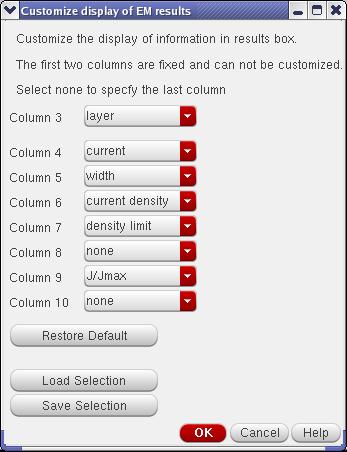 Customize display of EM results
Customize the display of information in results box.
The first two columns are fixed and can not be customized.
Select none to specfy the last column
Column 3 layer
Column 4 current
Column 5 width
Column 6 current density
Column 7 density limit
Column 8 none
Column 9 J/Jmax
Column 10 none
Restore Default
Load Selection
Save Selection
OK Cancel Help